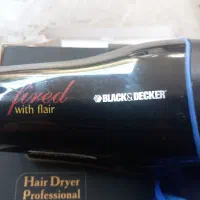 fired
with flair
BLACK&DECKER
Hair Dryer
Professional